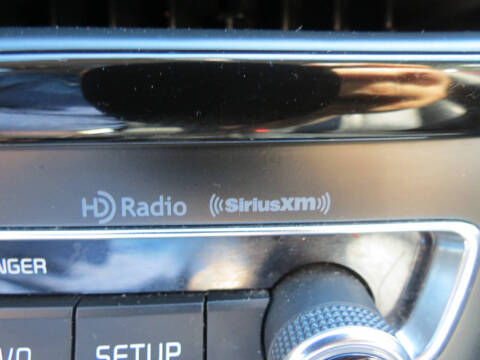 HD Radio ((SiriusXM))
NGER
SETUP